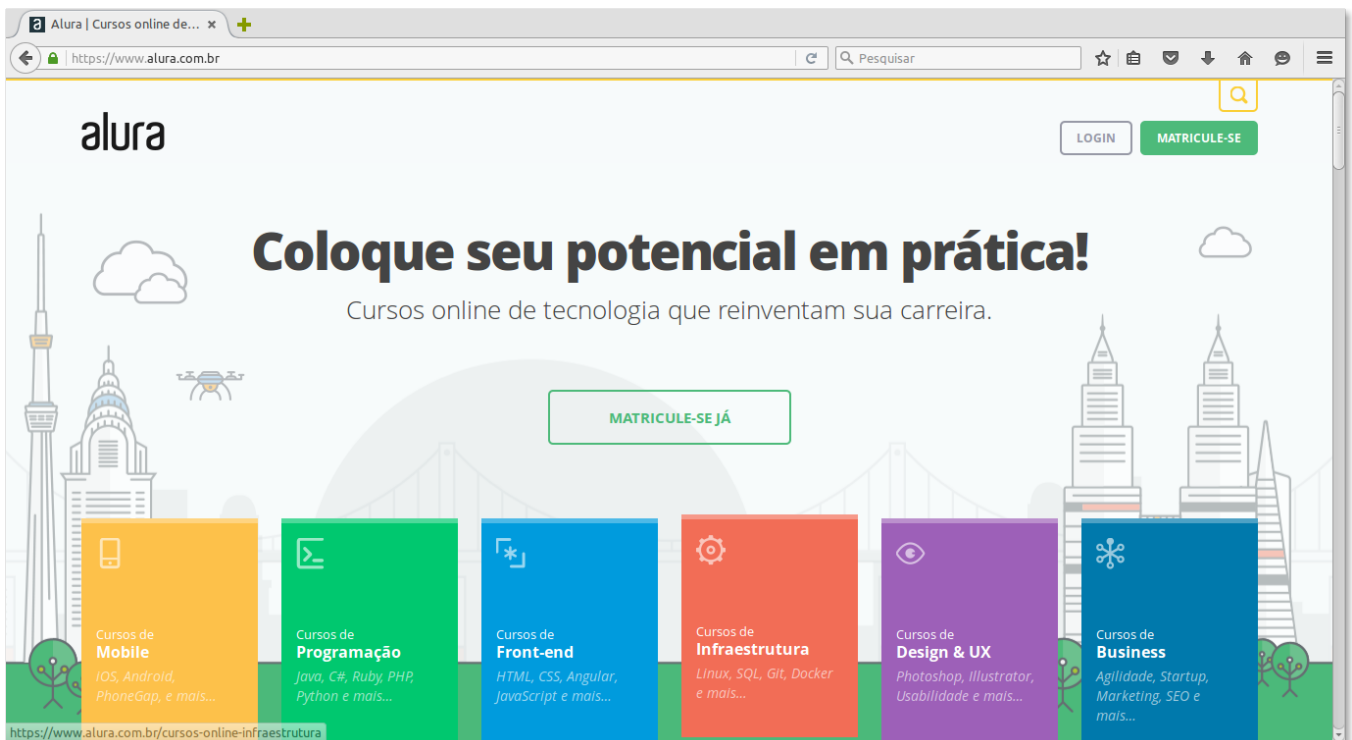 Alura | Cursos online de...
https://www.alura.com.br
Pesquisar
alura
LOGIN
MATRICULE-SE
Coloque seu potencial em prática!
Cursos online de tecnologia que reinventam sua carreira.
MATRICULE-SE JÁ
Cursos de
Mobile
IOS, Android,
PhoneGap, e mais...
Cursos de
Programação
Java, C#, Ruby, PHP,
Python e mais...
Cursos de
Front-end
HTML, CSS, Angular,
JavaScript e mais...
Cursos de
Infraestrutura
Linux, SQL, Git, Docker
e mais...
Cursos de
Design & UX
Photoshop, Illustrator,
Usabilidade e mais...
Cursos de
Business
Agilidade, Startup,
Marketing, SEO e
mais...
https://www.alura.com.br/cursos-online-infraestrutura